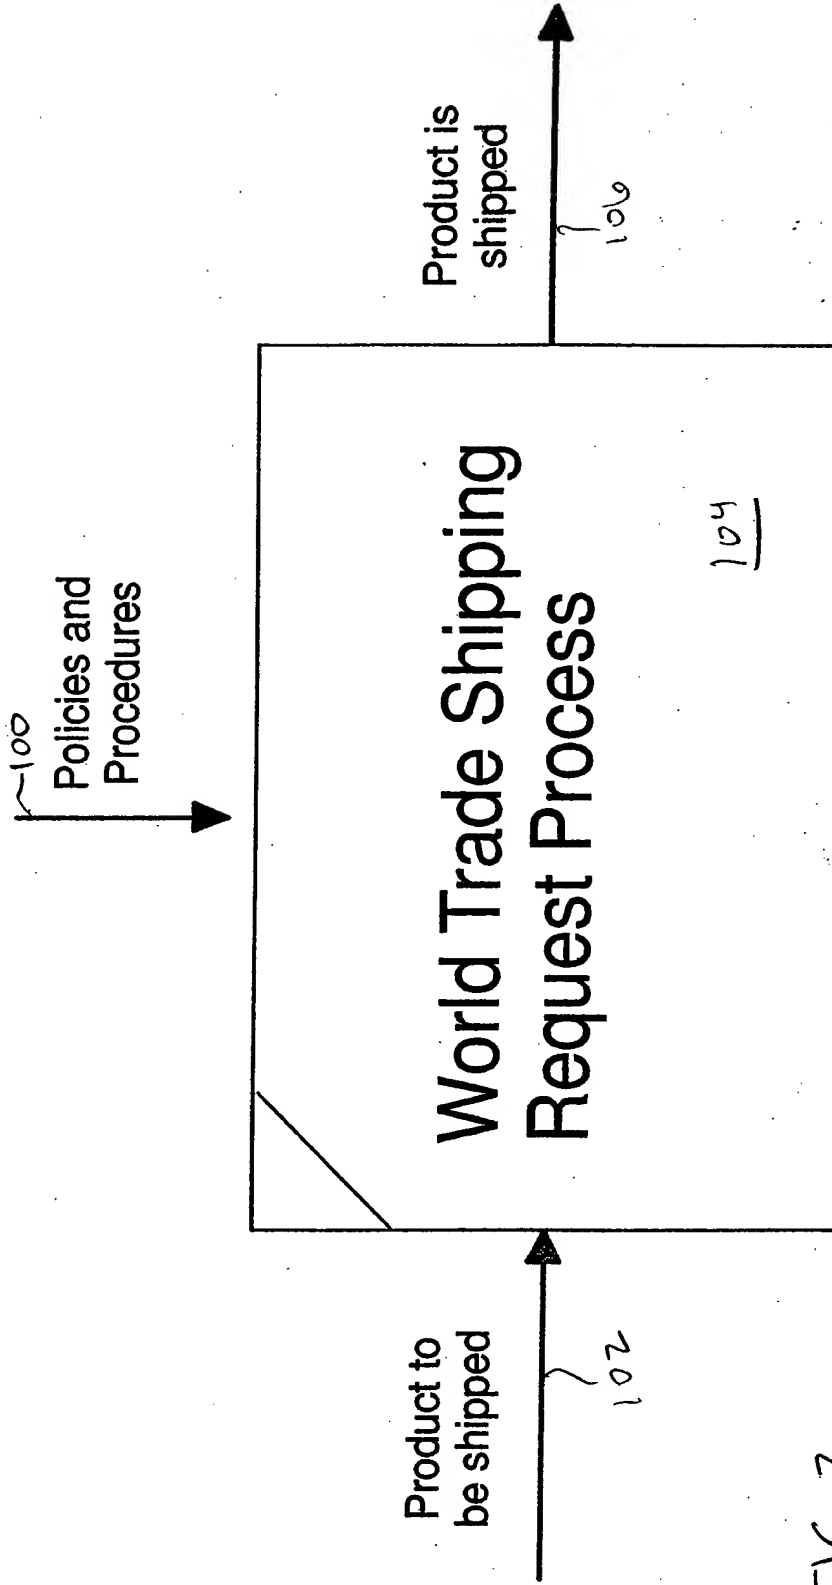 100
Policies and
Procedures
Product to
be shipped
102
World Trade Shipping
Request Process
104
Product is
shipped
106